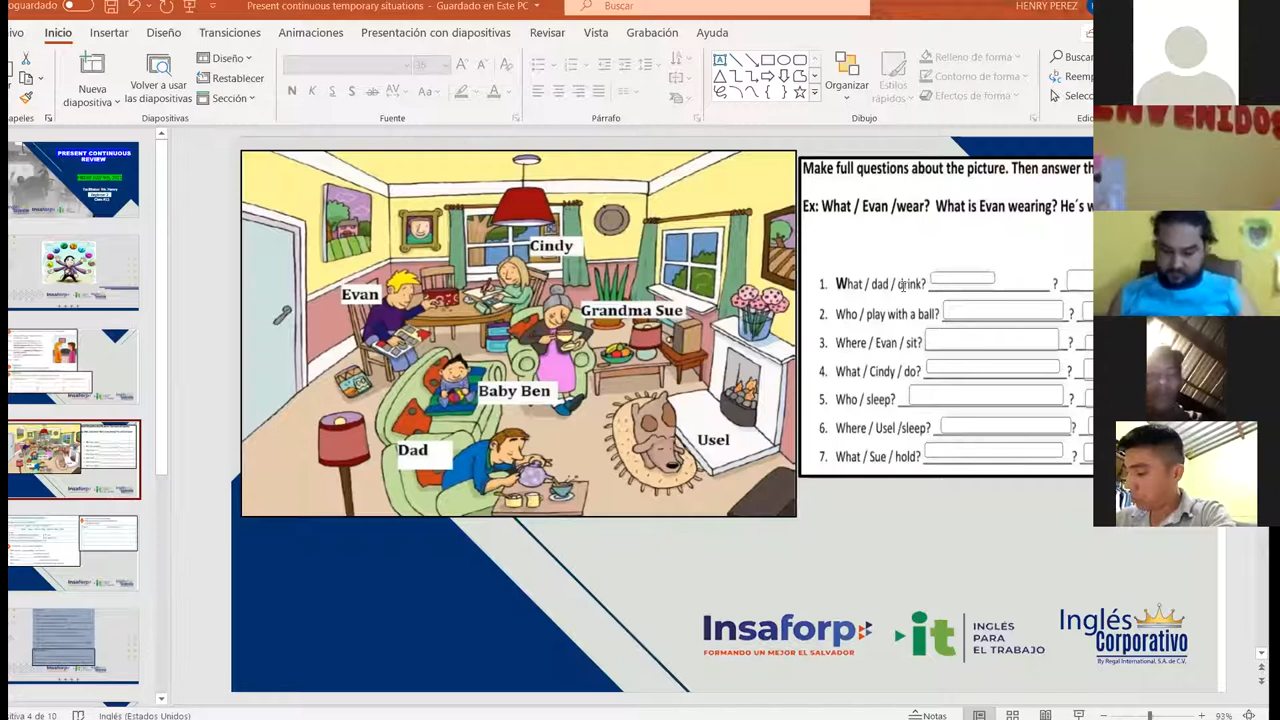 oguardado
Present continuous temporary situations - Guardado en Este PC
Buscar
HENRY PEREZ
ivo Inicio Insertar Diseño Transiciones Animaciones Presentación con diapositivas Revisar Vista Grabación Ayuda
Nueva
diapositiva
Volver a usar
las diapositivas
Diseño
Restablecer
Sección
Organizar
Estilos
rápidos
Relleno de forma
Contorno de forma
Efectos de forma
Buscar
Reemp
Selecc
apeles
Diapositivas
Fuente
Párrafo
Dibujo
Edic
PRESENT CONTINUOUS
REVIEW
Cindy
Evan
Grandma Sue
Baby Ben
Dad
Usel
Make full questions about the picture. Then answer th
Ex: What / Evan /wear? What is Evan wearing? He´s w
1. What / dad / drink? ?
2. Who / play with a ball? ?
3. Where / Evan / sit? ?
4. What / Cindy / do? ?
5. Who / sleep? ?
6. Where / Usel /sleep? ?
7. What / Sue / hold? ?
ENVENIDOS
Insaforp
FORMANDO UN MEJOR EL SALVADOR
it
INGLÉS
PARA
EL TRABAJO
Inglés
Corporativo
By Regal International, S.A. de C.V.
sitiva 4 de 10
Inglés (Estados Unidos)
Notas
93%